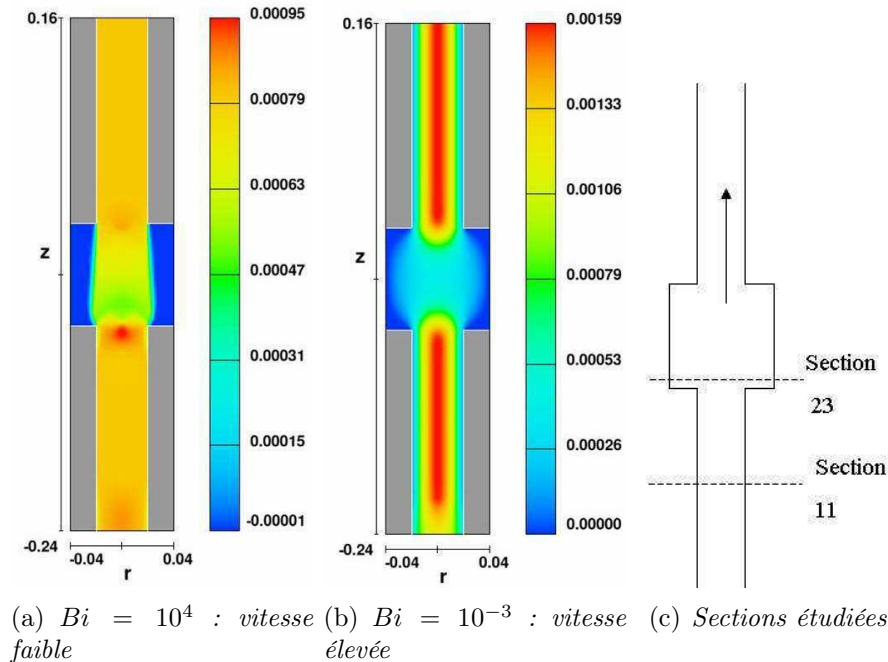 0.16
z
-0.24
-0.04
0.04
r
0.00095
0.00079
0.00063
0.00047
0.00031
0.00015
-0.00001
0.16
z
-0.24
-0.04
0.04
r
0.00159
0.00133
0.00106
0.00079
0.00053
0.00026
0.00000
Section
23
Section
11
(a) Bi = 10⁴ : vitesse
faible
(b) Bi = 10⁻³ : vitesse
élevée
(c) Sections étudiées